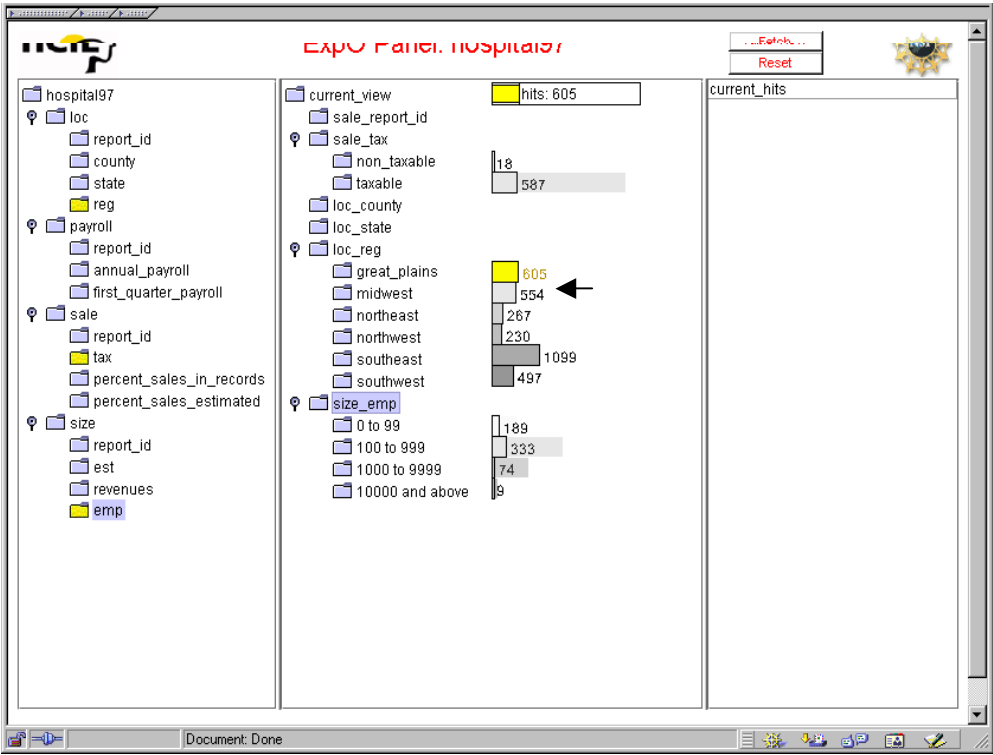 ExpO Panel: hospital97
Fetch
Reset
hospital97
loc
report_id
county
state
reg
payroll
report_id
annual_payroll
first_quarter_payroll
sale
report_id
tax
percent_sales_in_records
percent_sales_estimated
size
report_id
est
revenues
emp
current_view hits: 605
sale_report_id
sale_tax
non_taxable 18
taxable 587
loc_county
loc_state
loc_reg
great_plains 605
midwest 554
northeast 267
northwest 230
southeast 1099
southwest 497
size_emp
0 to 99 189
100 to 999 333
1000 to 9999 74
10000 and above 9
current_hits
Document: Done